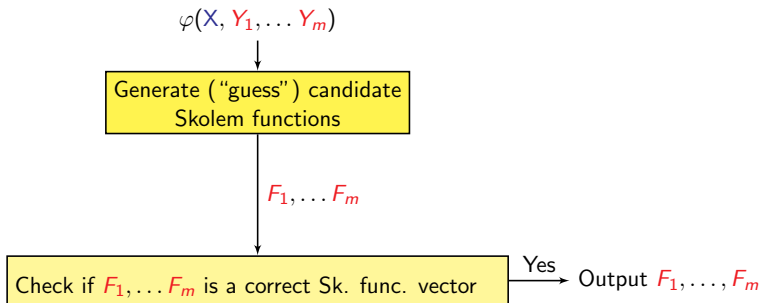 φ(X, Y₁, … Yₘ)
Generate (“guess”) candidate
Skolem functions
F₁, … Fₘ
Check if F₁, … Fₘ is a correct Sk. func. vector
Yes
Output F₁, …, Fₘ